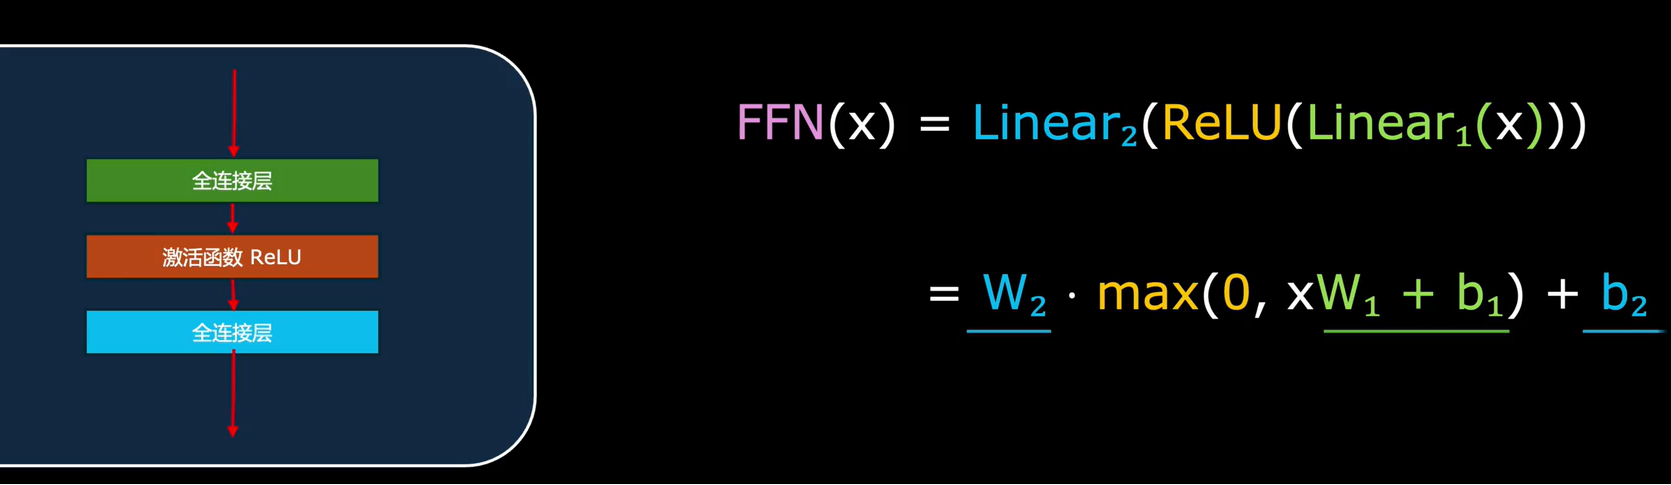 全连接层
激活函数 ReLU
全连接层
FFN(x) = Linear₂(ReLU(Linear₁(x)))
= W₂ · max(0, xW₁ + b₁) + b₂